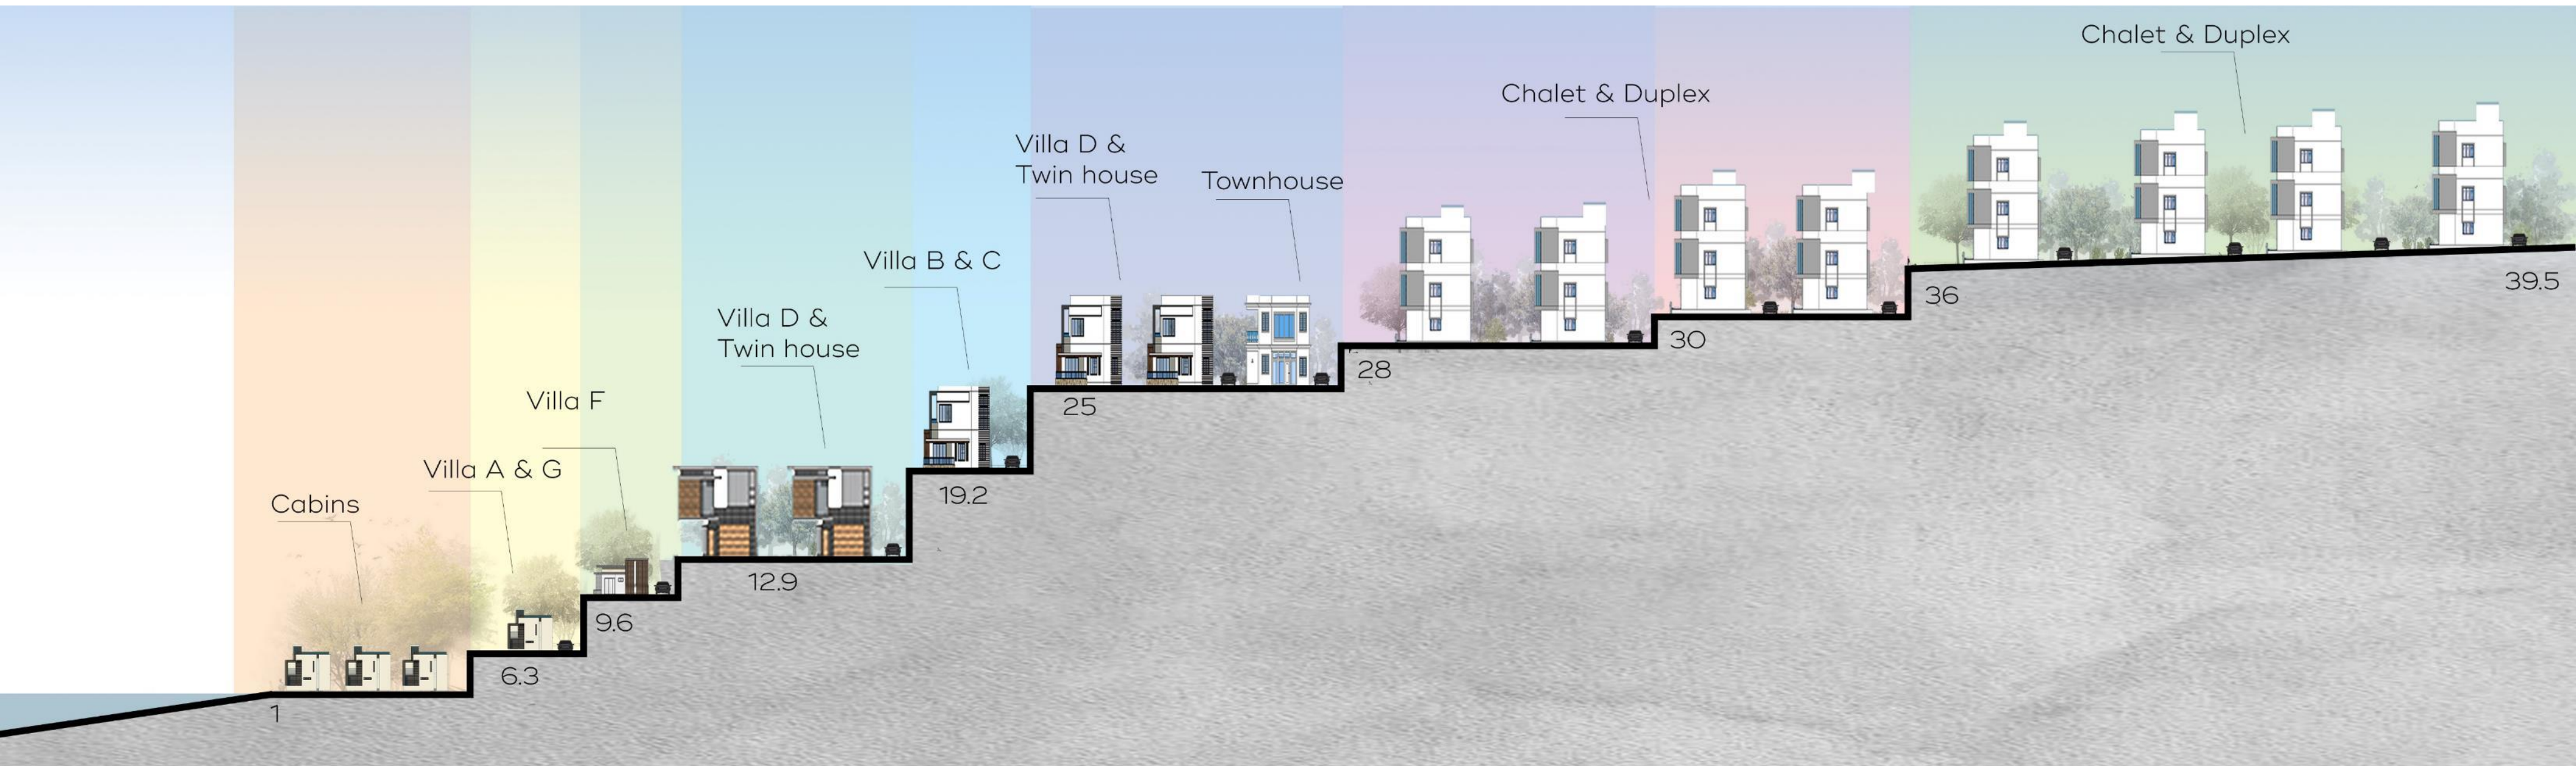 Cabins
Villa A & G
Villa F
Villa D &
Twin house
Villa B & C
Villa D &
Twin house
Townhouse
Chalet & Duplex
Chalet & Duplex
1
6.3
9.6
12.9
19.2
25
28
30
36
39.5